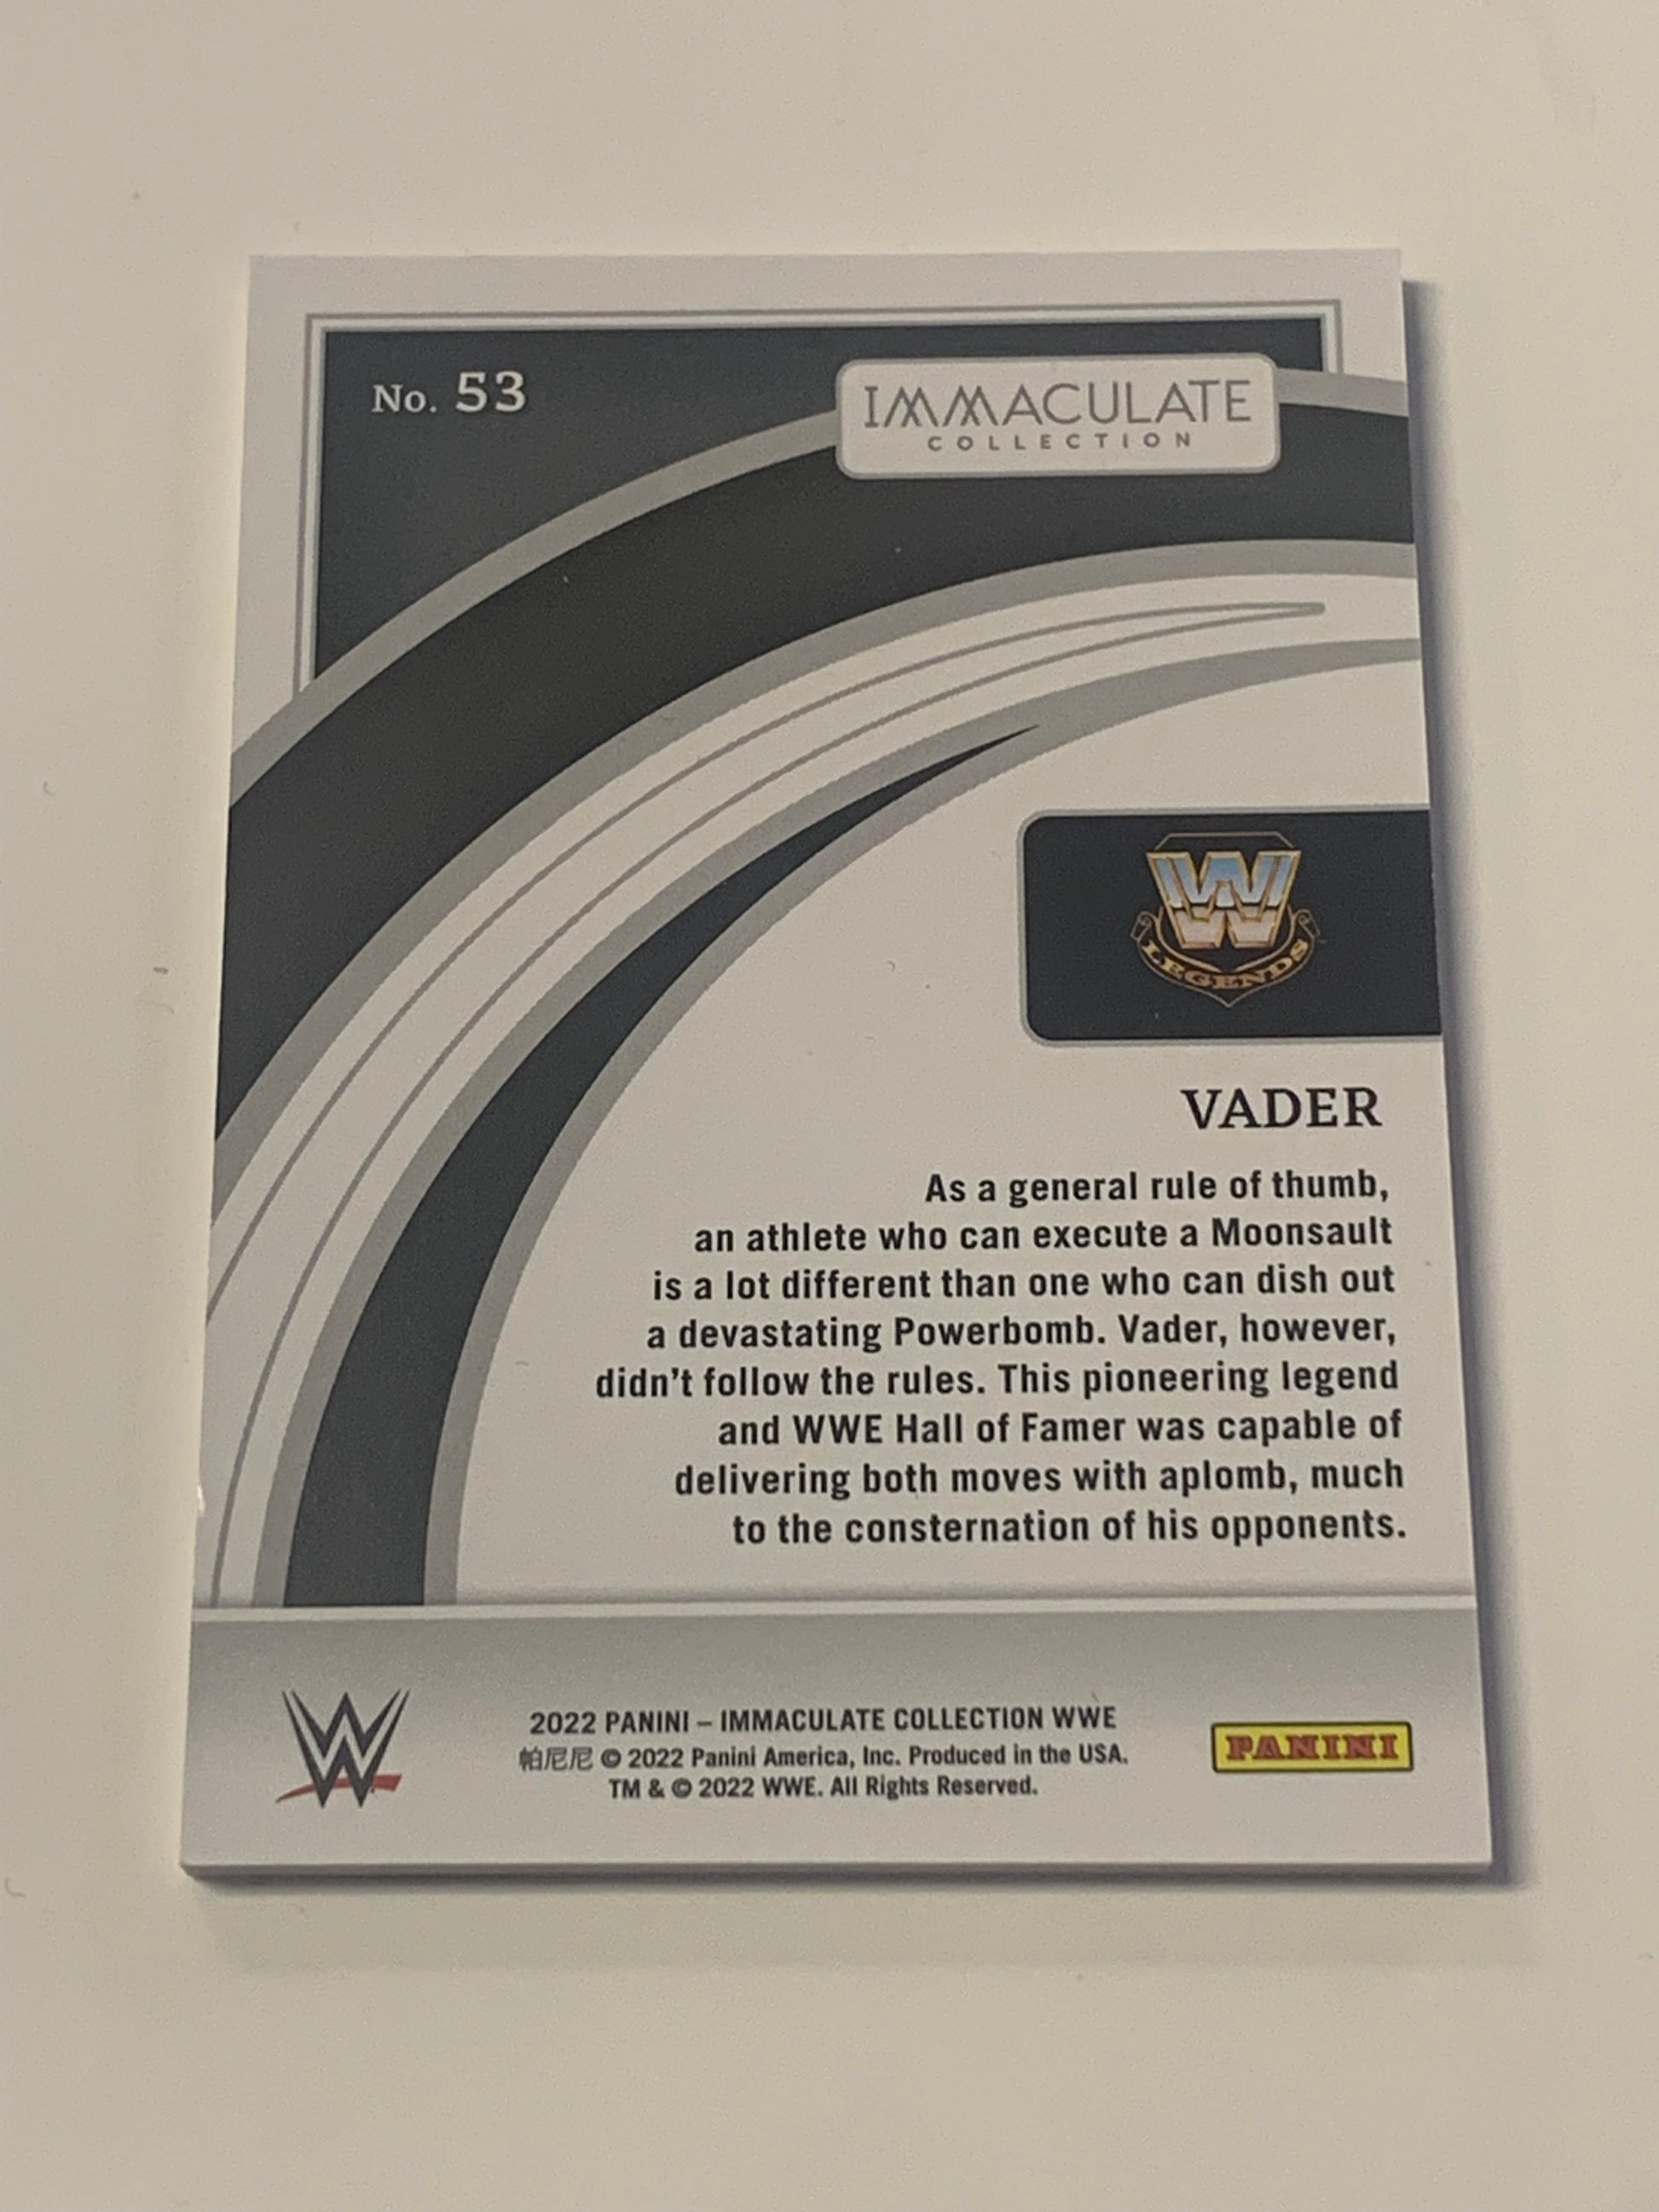 No. 53
IMMACULATE
COLLECTION
W
W
LEGENDS
VADER
As a general rule of thumb,
an athlete who can execute a Moonsault
is a lot different than one who can dish out
a devastating Powerbomb. Vader, however,
didn't follow the rules. This pioneering legend
and WWE Hall of Famer was capable of
delivering both moves with aplomb, much
to the consternation of his opponents.
W
2022 PANINI – IMMACULATE COLLECTION WWE
帕尼尼 © 2022 Panini America, Inc. Produced in the USA.
TM & © 2022 WWE. All Rights Reserved.
PANINI